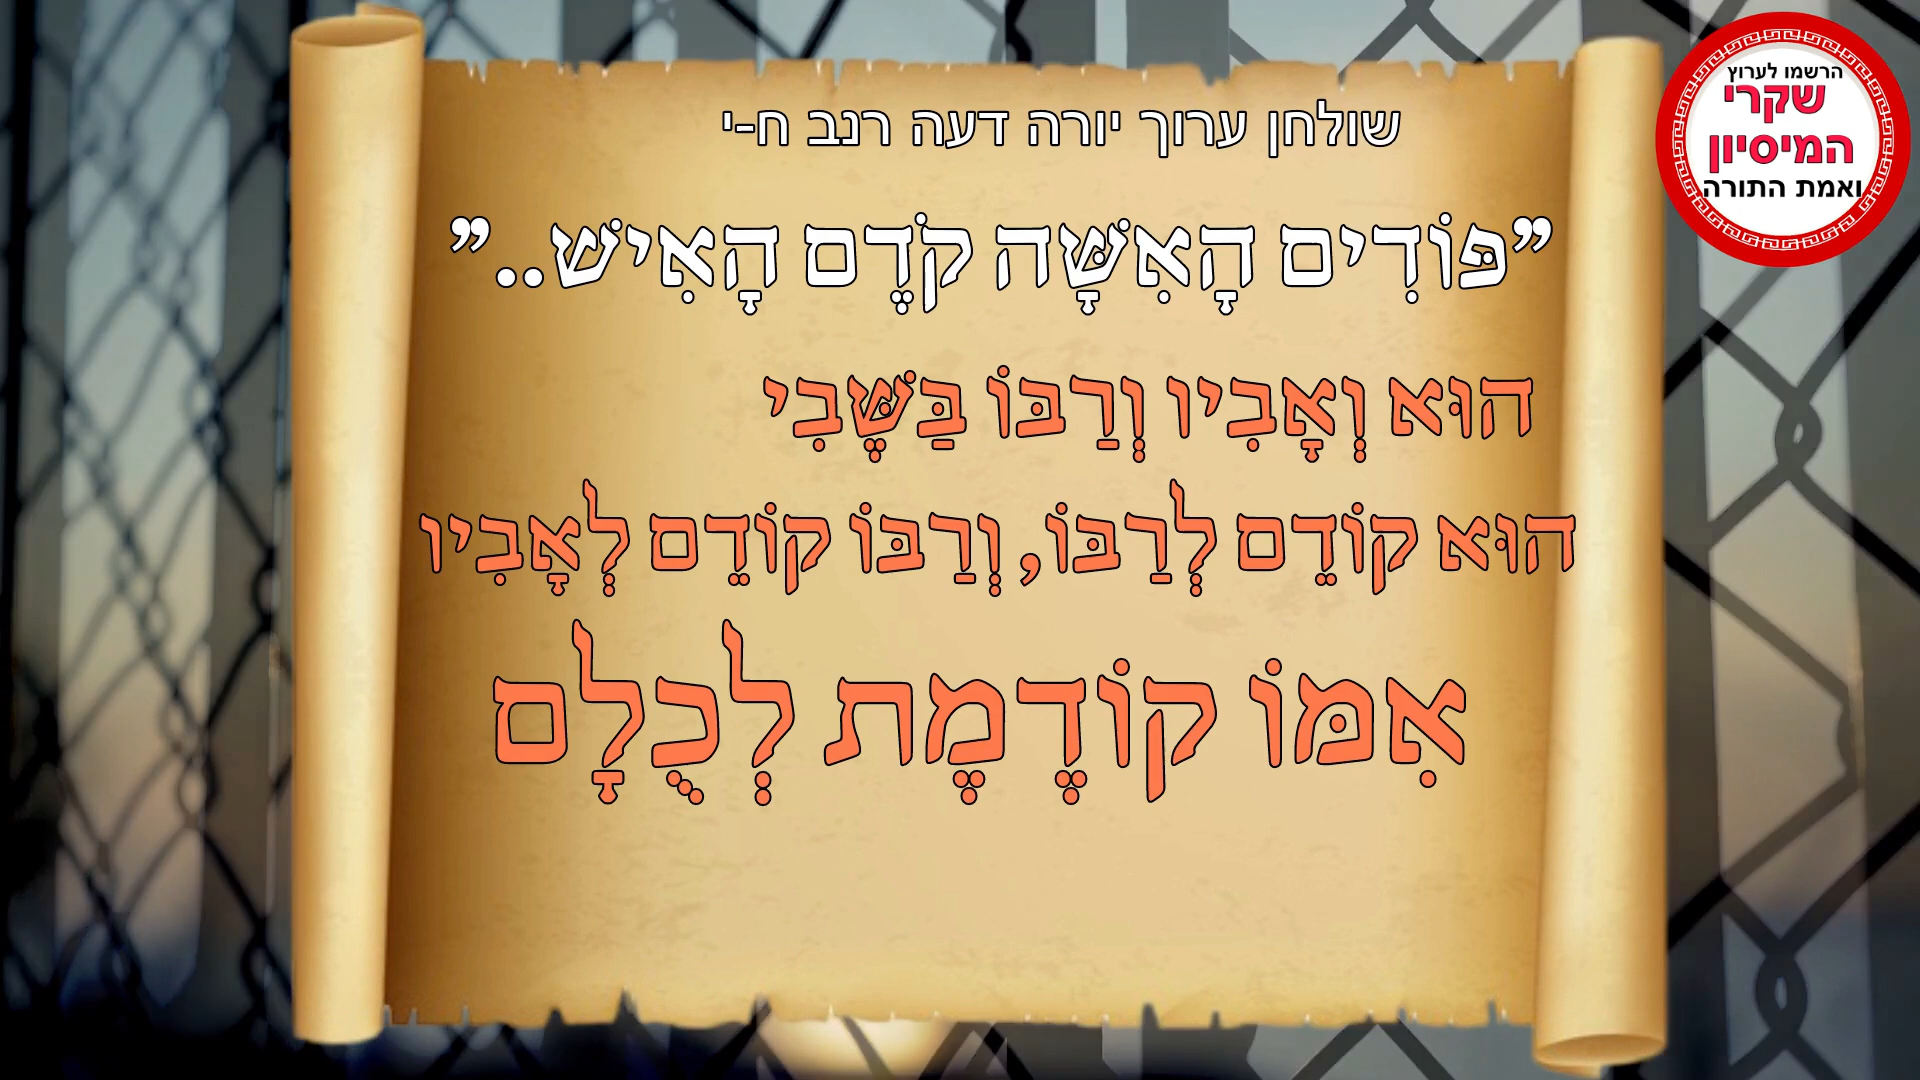 שולחן ערוך יורה דעה רנב ח-י
”פּוֹדִים הָאִשָּׁה קֹדֶם הָאִישׁ..”
הוּא וְאָבִיו וְרַבּוֹ בַּשֶּׁבִי
הוּא קוֹדֵם לְרַבּוֹ, וְרַבּוֹ קוֹדֵם לְאָבִיו
אִמּוֹ קוֹדֶמֶת לְכֻלָּם
הרשמו לערוץ
שקרי
המיסיון
ואמת התורה